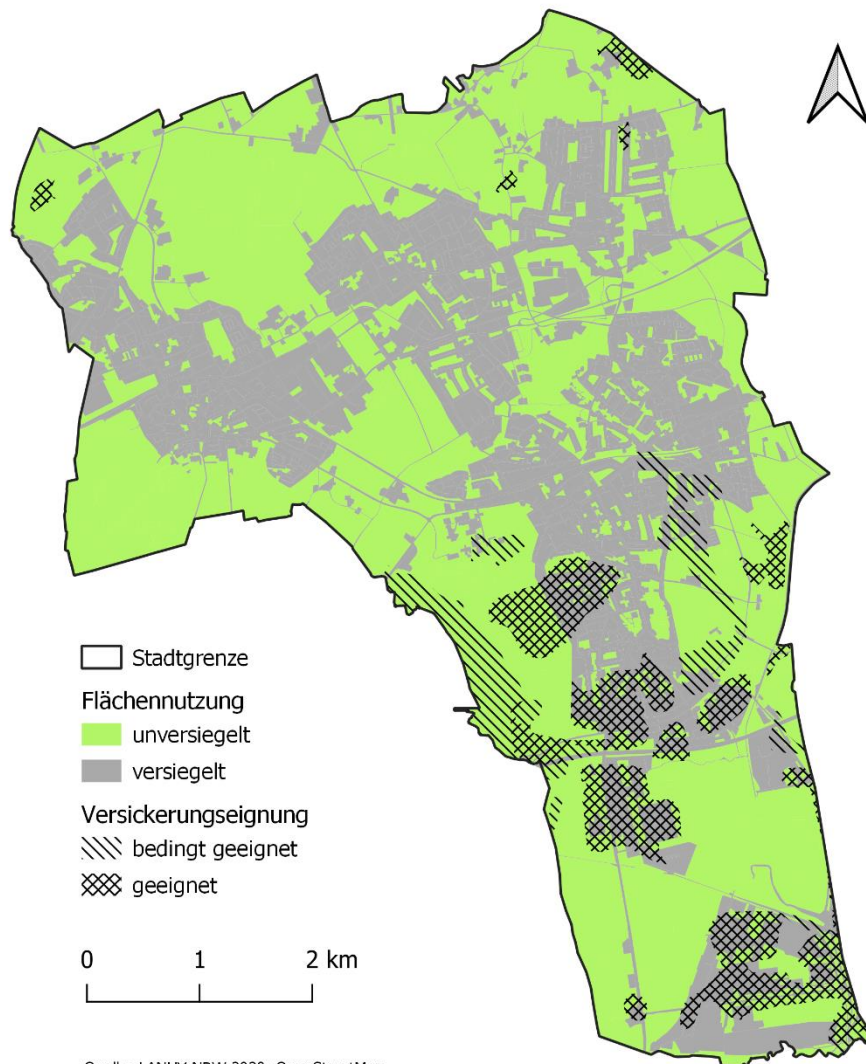 Stadtgrenze
Flächennutzung
unversiegelt
versiegelt
Versickerungseignung
bedingt geeignet
geeignet
0 1 2 km